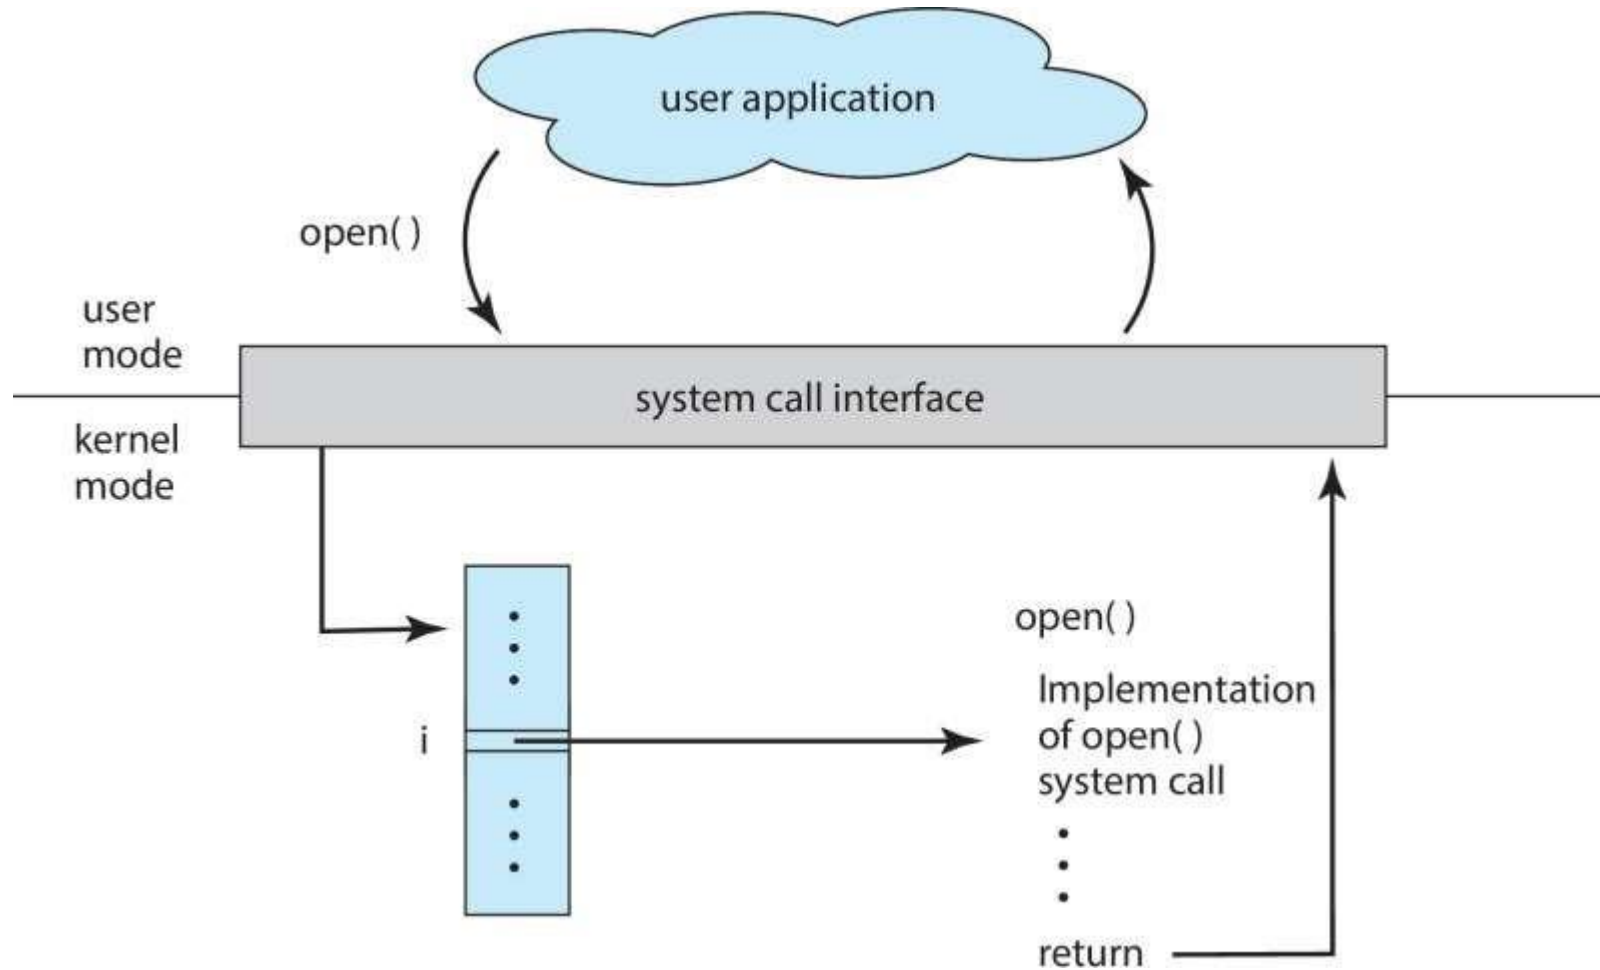 user application
open( )
user
mode
system call interface
kernel
mode
open( )
i
Implementation
of open( )
system call
return